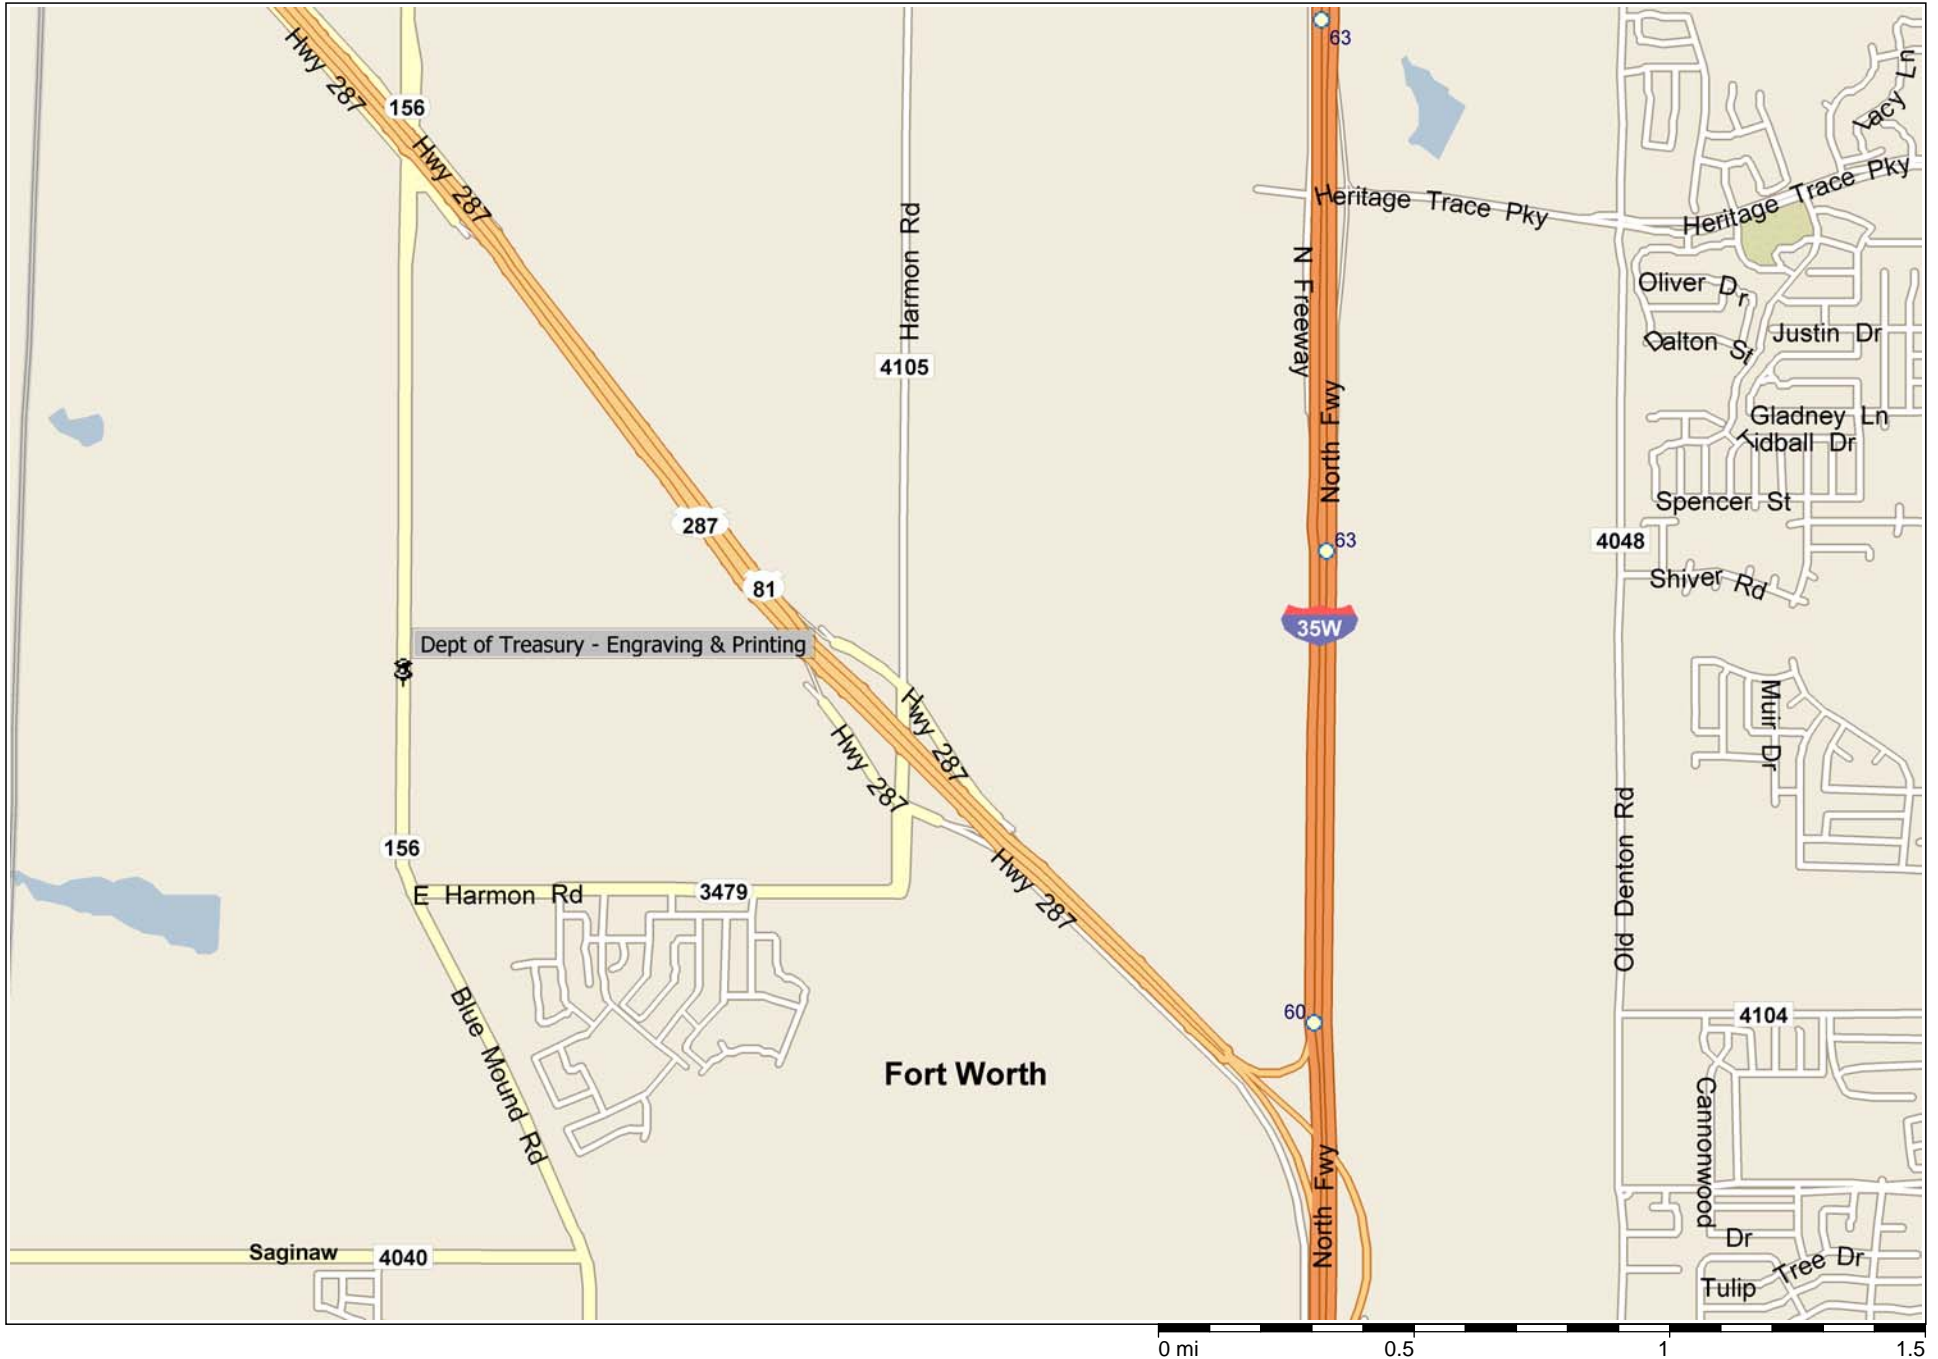 63
Hwy 287
Lacy Ln
156
Hwy 287
Heritage Trace Pky
Heritage Trace Pky
Harmon Rd
N Freeway
Oliver Dr
Dalton St
Justin Dr
4105
North Fwy
Gladney Ln
Tidball Dr
Spencer St
287
63
4048
81
Shiver Rd
35W
Dept of Treasury - Engraving & Printing
Hwy 287
Muir Dr
Hwy 287
156
Old Denton Rd
E Harmon Rd
3479
Hwy 287
60
4104
Blue Mound Rd
Fort Worth
Cannonwood Dr
North Fwy
Saginaw
4040
Tulip Tree Dr
0 mi
0.5
1
1.5